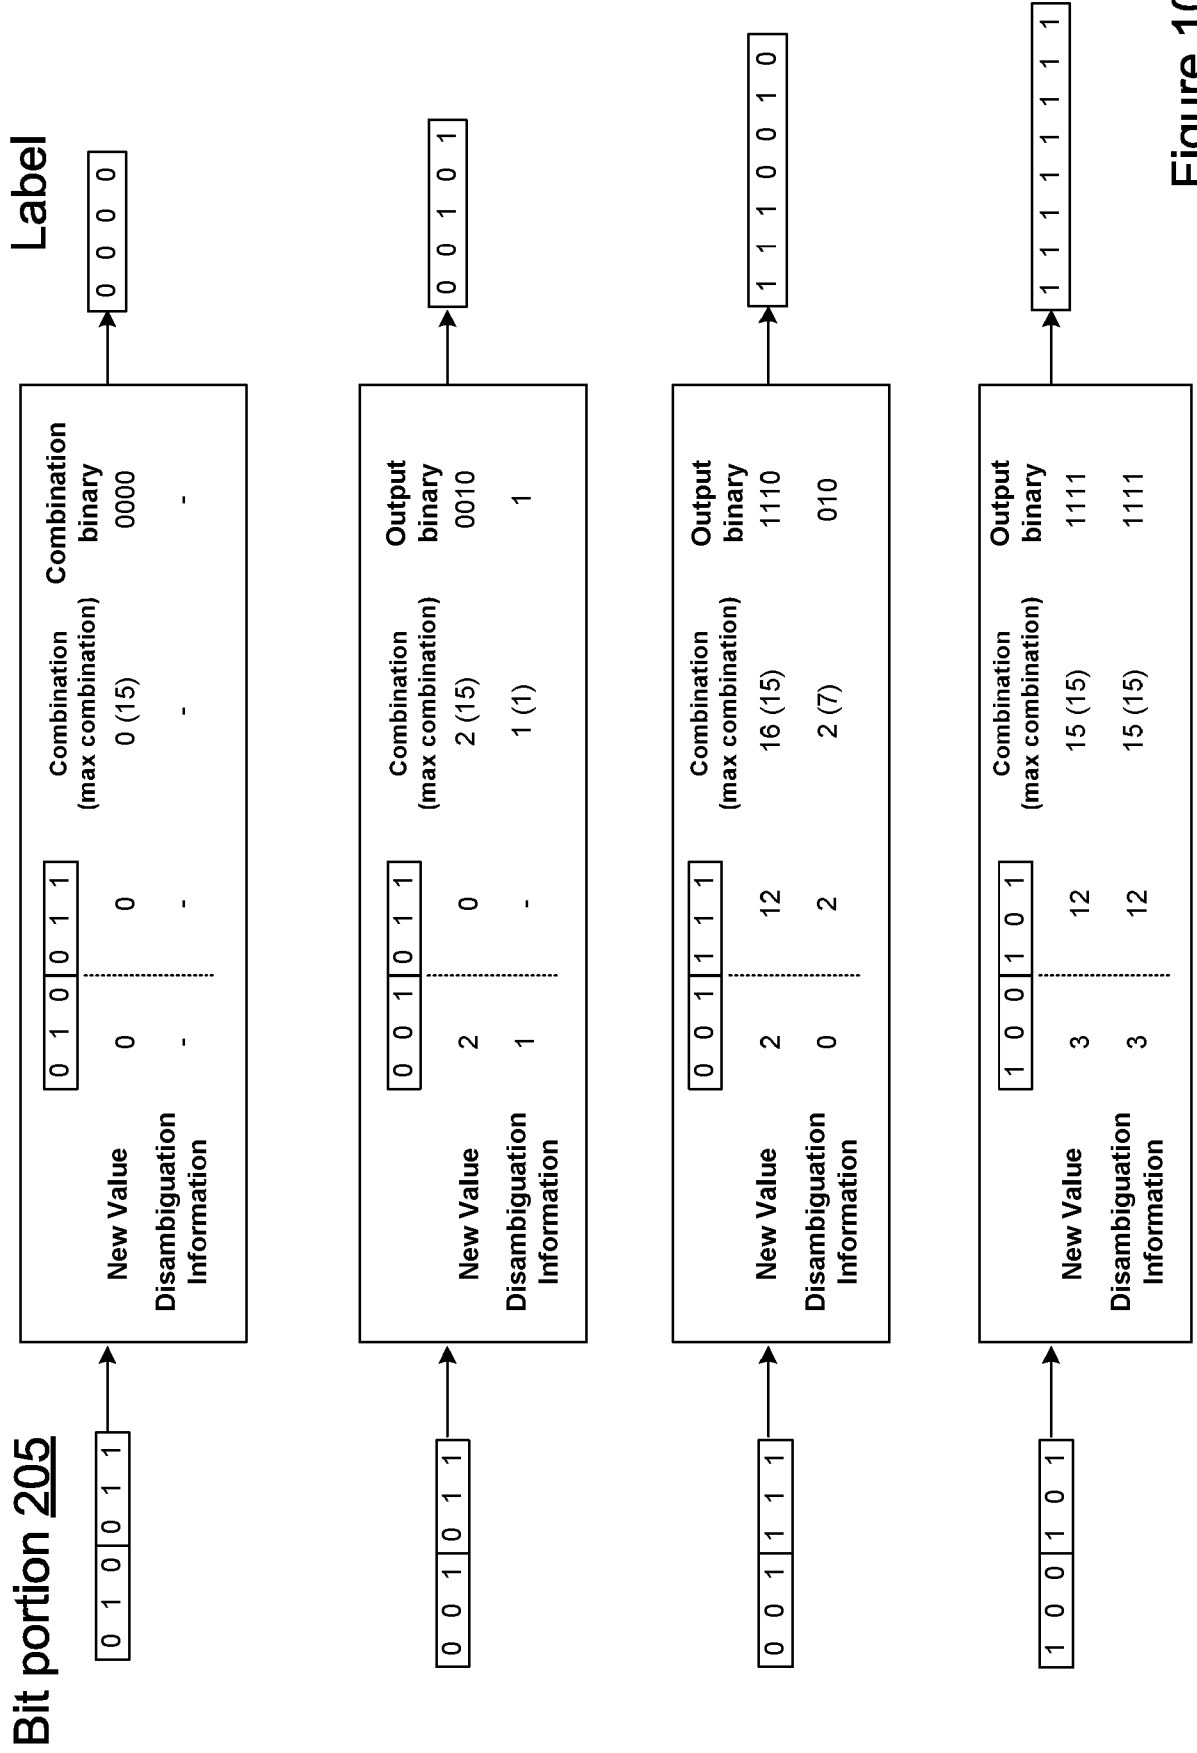 Bit portion 205
Label
0 1 0 0 1 1
0 1 0 0 1 1
Combination (max combination)
Combination binary
New Value 0 0 0 (15) 0000
Disambiguation Information - - - -
0 0 0 0
0 0 1 0 1 1
0 0 1 0 1 1
Combination (max combination)
Output binary
New Value 2 0 2 (15) 0010
Disambiguation Information 1 - 1 (1) 1
0 0 1 0 1
0 0 1 1 1 1
0 0 1 1 1 1
Combination (max combination)
Output binary
New Value 2 12 16 (15) 1110
Disambiguation Information 0 2 2 (7) 010
1 1 1 0 0 1 0
1 0 0 1 0 1
1 0 0 1 0 1
Combination (max combination)
Output binary
New Value 3 12 15 (15) 1111
Disambiguation Information 3 12 15 (15) 1111
1 1 1 1 1 1 1 1
Figure 10